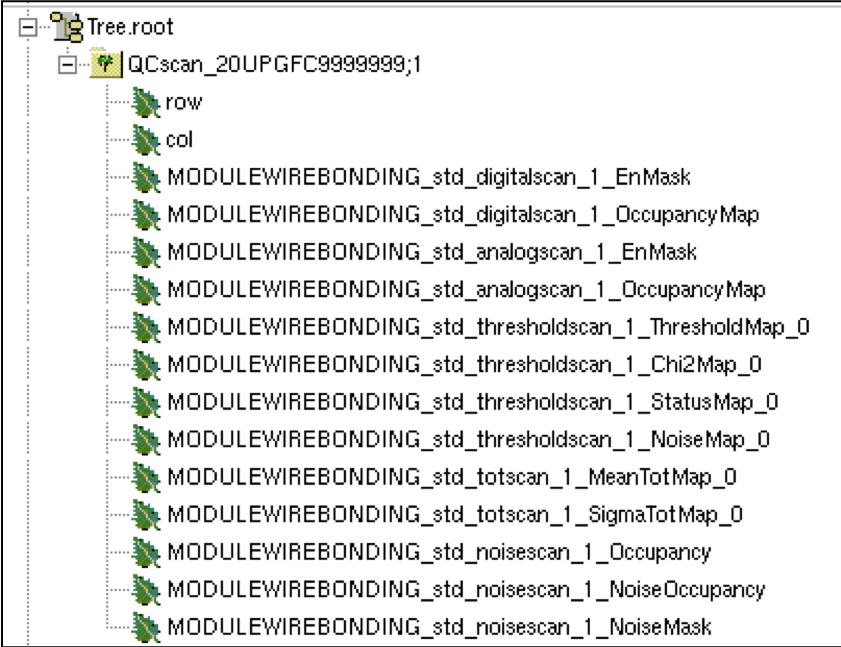 Tree.root
QCscan_20UPGFC9999999;1
row
col
MODULEWIREBONDING_std_digitalscan_1_EnMask
MODULEWIREBONDING_std_digitalscan_1_OccupancyMap
MODULEWIREBONDING_std_analogscan_1_EnMask
MODULEWIREBONDING_std_analogscan_1_OccupancyMap
MODULEWIREBONDING_std_thresholdscan_1_ThresholdMap_0
MODULEWIREBONDING_std_thresholdscan_1_Chi2Map_0
MODULEWIREBONDING_std_thresholdscan_1_StatusMap_0
MODULEWIREBONDING_std_thresholdscan_1_NoiseMap_0
MODULEWIREBONDING_std_totscan_1_MeanTotMap_0
MODULEWIREBONDING_std_totscan_1_SigmaTotMap_0
MODULEWIREBONDING_std_noisescan_1_Occupancy
MODULEWIREBONDING_std_noisescan_1_NoiseOccupancy
MODULEWIREBONDING_std_noisescan_1_NoiseMask